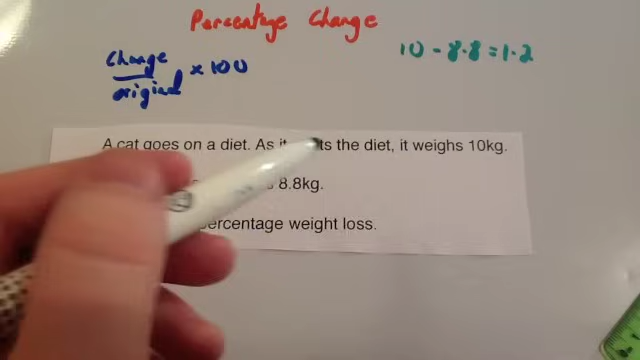 Percentage Change
change
original
× 100
10 - 8.8 = 1.2
A cat goes on a diet. As it the diet, it weighs 10kg.
8.8kg.
percentage weight loss.